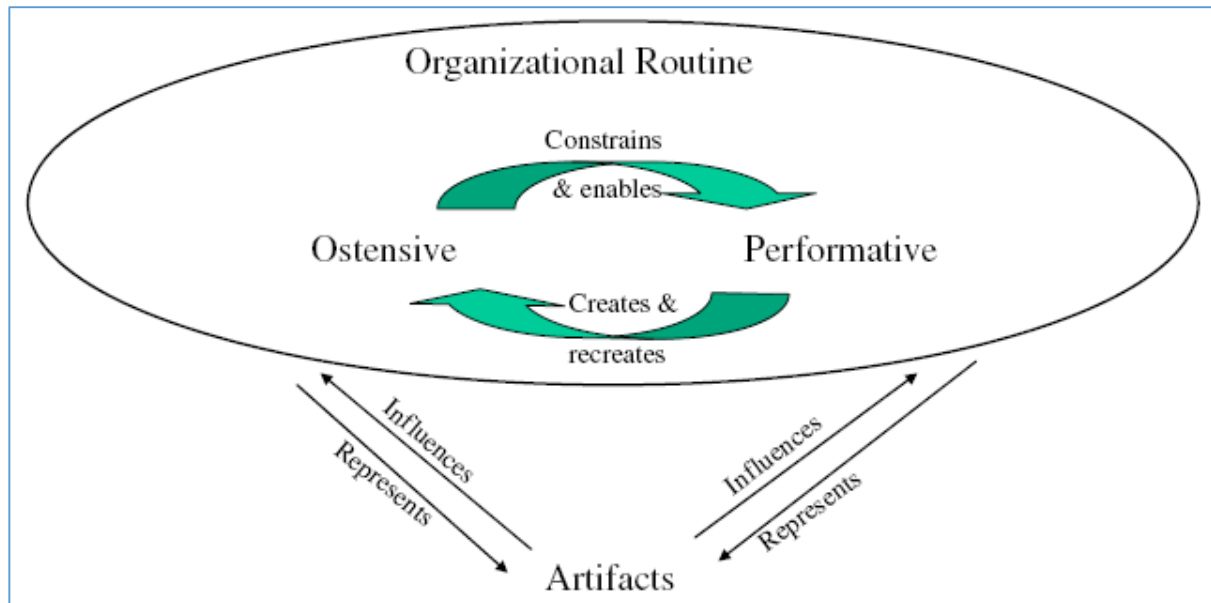 Organizational Routine
Constrains
& enables
Ostensive
Performative
Creates &
recreates
Influences
Represents
Influences
Represents
Artifacts